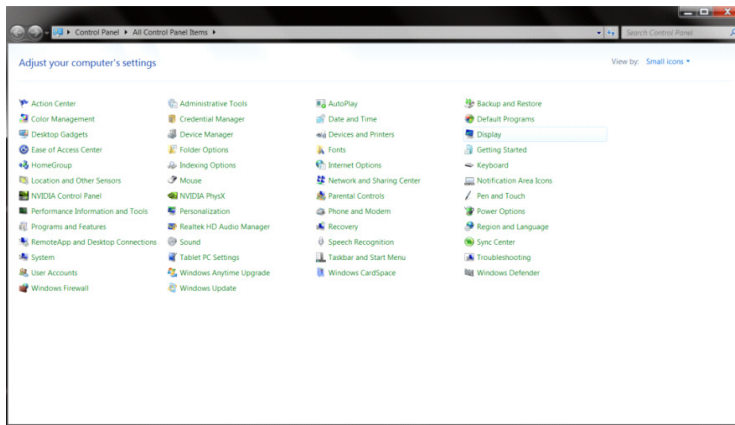 Control Panel ▸ All Control Panel Items ▸
Search Control Panel
Adjust your computer's settings
View by: Small icons
Action Center
Administrative Tools
AutoPlay
Backup and Restore
Color Management
Credential Manager
Date and Time
Default Programs
Desktop Gadgets
Device Manager
Devices and Printers
Display
Ease of Access Center
Folder Options
Fonts
Getting Started
HomeGroup
Indexing Options
Internet Options
Keyboard
Location and Other Sensors
Mouse
Network and Sharing Center
Notification Area Icons
NVIDIA Control Panel
NVIDIA PhysX
Parental Controls
Pen and Touch
Performance Information and Tools
Personalization
Phone and Modem
Power Options
Programs and Features
Realtek HD Audio Manager
Recovery
Region and Language
RemoteApp and Desktop Connections
Sound
Speech Recognition
Sync Center
System
Tablet PC Settings
Taskbar and Start Menu
Troubleshooting
User Accounts
Windows Anytime Upgrade
Windows CardSpace
Windows Defender
Windows Firewall
Windows Update